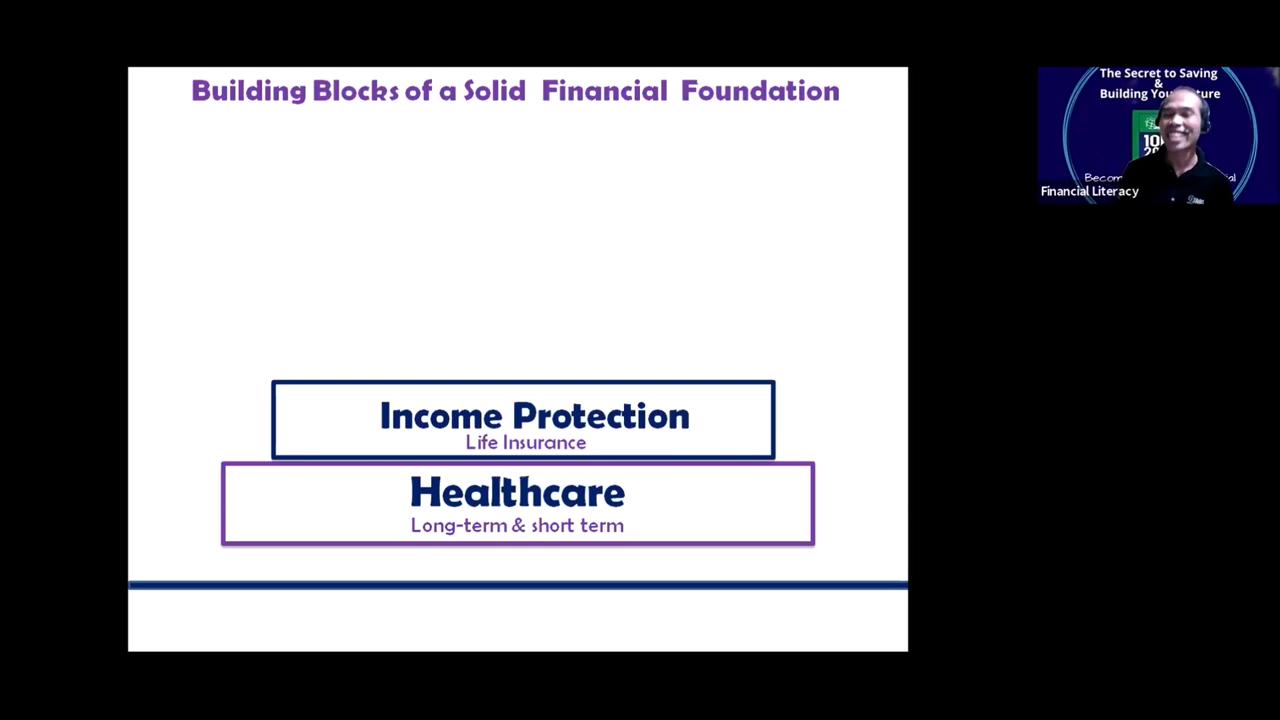 Building Blocks of a Solid Financial Foundation
Income Protection
Life Insurance
Healthcare
Long-term & short term
The Secret to Saving
&
Building
Financial Literacy